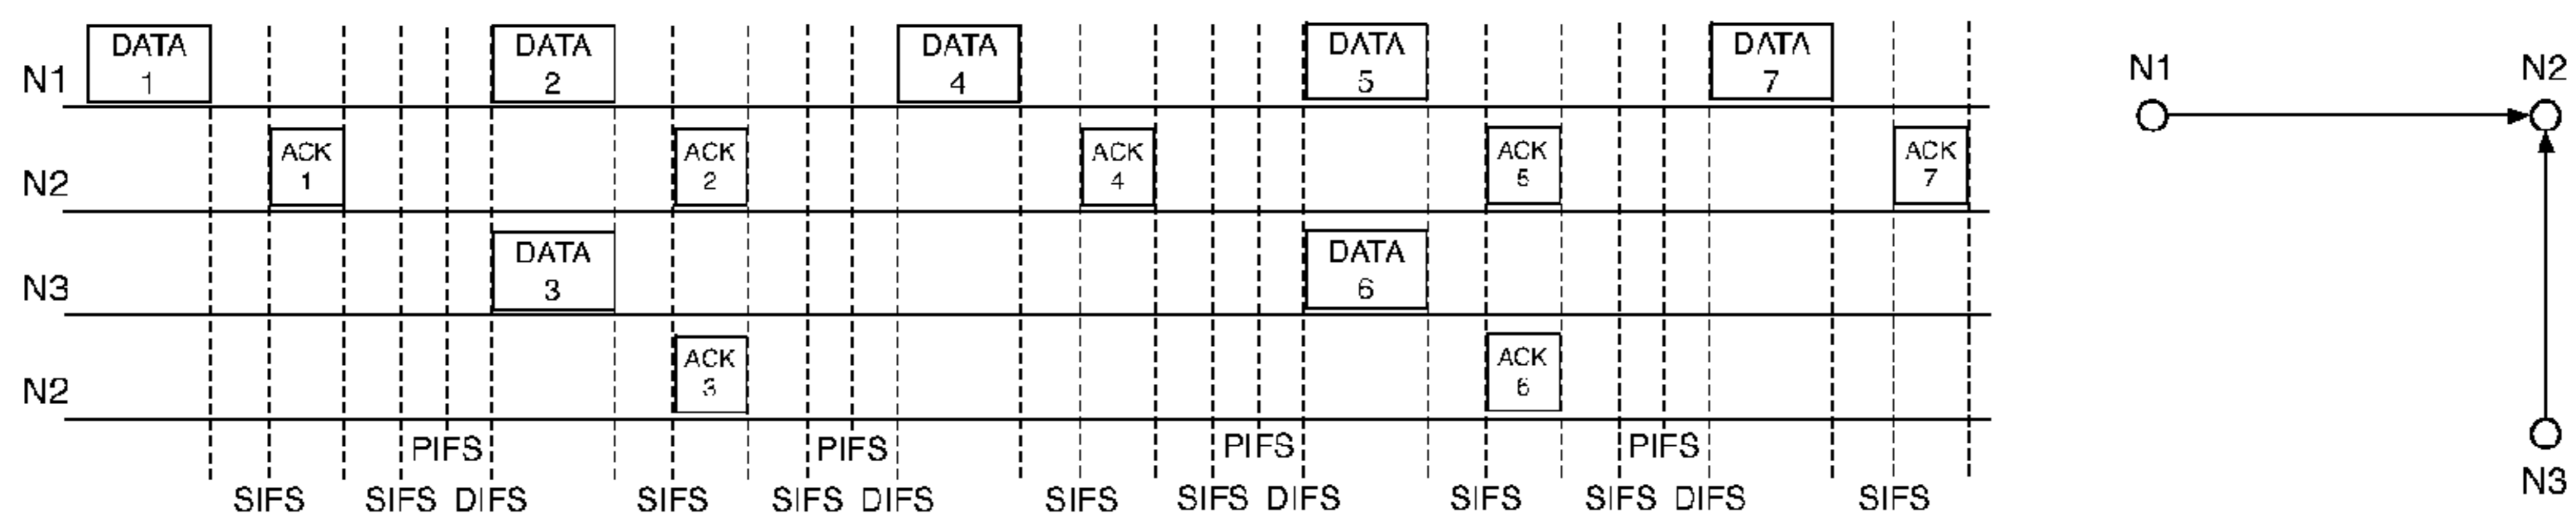 DATA 1
DATA 2
DATA 4
DATA 5
DATA 7
N1
ACK 1
ACK 2
ACK 4
ACK 5
ACK 7
N2
DATA 3
DATA 6
N3
ACK 3
ACK 6
N2
PIFS PIFS PIFS PIFS
SIFS SIFS DIFS SIFS SIFS DIFS SIFS SIFS DIFS SIFS SIFS DIFS SIFS
N1
N2
N3